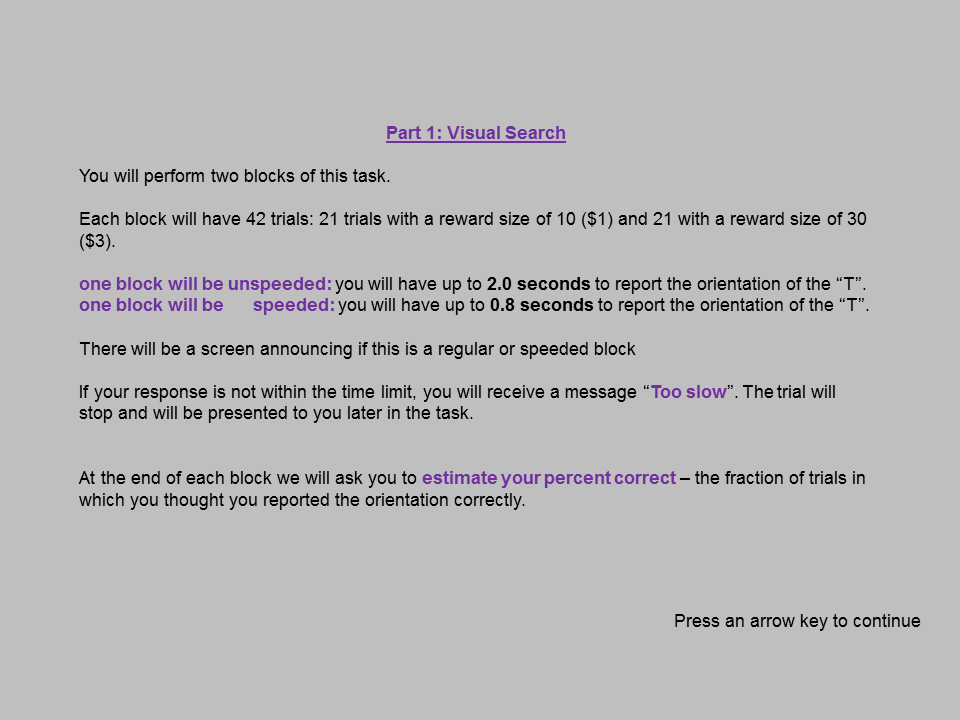 Part 1: Visual Search
You will perform two blocks of this task.
Each block will have 42 trials: 21 trials with a reward size of 10 ($1) and 21 with a reward size of 30
($3).
one block will be unspeeded: you will have up to 2.0 seconds to report the orientation of the “T”.
one block will be speeded: you will have up to 0.8 seconds to report the orientation of the “T”.
There will be a screen announcing if this is a regular or speeded block
If your response is not within the time limit, you will receive a message “Too slow”. The trial will
stop and will be presented to you later in the task.
At the end of each block we will ask you to estimate your percent correct – the fraction of trials in
which you thought you reported the orientation correctly.
Press an arrow key to continue